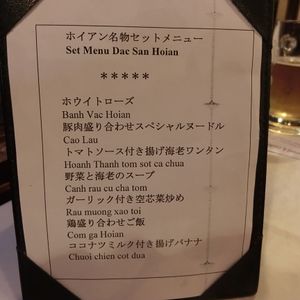 ホイアン名物セットメニュー
Set Menu Dac San Hoian
*****
ホワイトローズ
Banh Vac Hoian
豚肉盛り合わせスペシャルヌードル
Cao Lau
トマトソース付き揚げ海老ワンタン
Hoanh Thanh tom sot ca chua
野菜と海老のスープ
Canh rau cu cha tom
ガーリック付き空芯菜炒め
Rau muong xao toi
鶏盛り合わせご飯
Com ga Hoian
ココナツミルク付き揚げバナナ
Chuoi chien cot dua